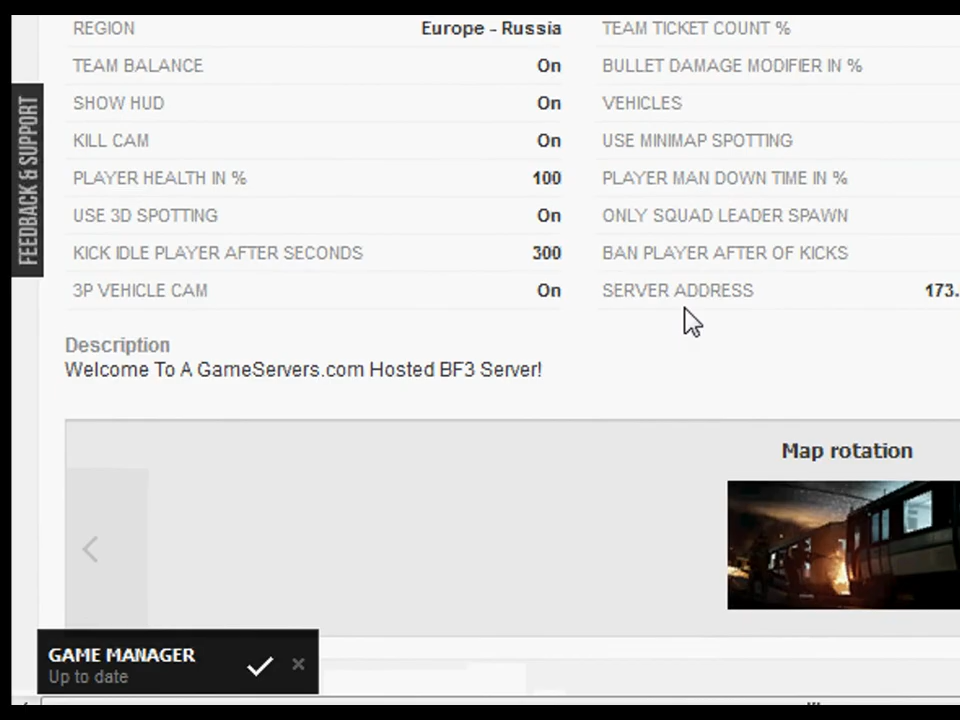 REGION Europe - Russia TEAM TICKET COUNT %
TEAM BALANCE On BULLET DAMAGE MODIFIER IN %
SHOW HUD On VEHICLES
KILL CAM On USE MINIMAP SPOTTING
PLAYER HEALTH IN % 100 PLAYER MAN DOWN TIME IN %
USE 3D SPOTTING On ONLY SQUAD LEADER SPAWN
KICK IDLE PLAYER AFTER SECONDS 300 BAN PLAYER AFTER OF KICKS
3P VEHICLE CAM On SERVER ADDRESS 173.
FEEDBACK & SUPPORT
Description
Welcome To A GameServers.com Hosted BF3 Server!
Map rotation
GAME MANAGER
Up to date